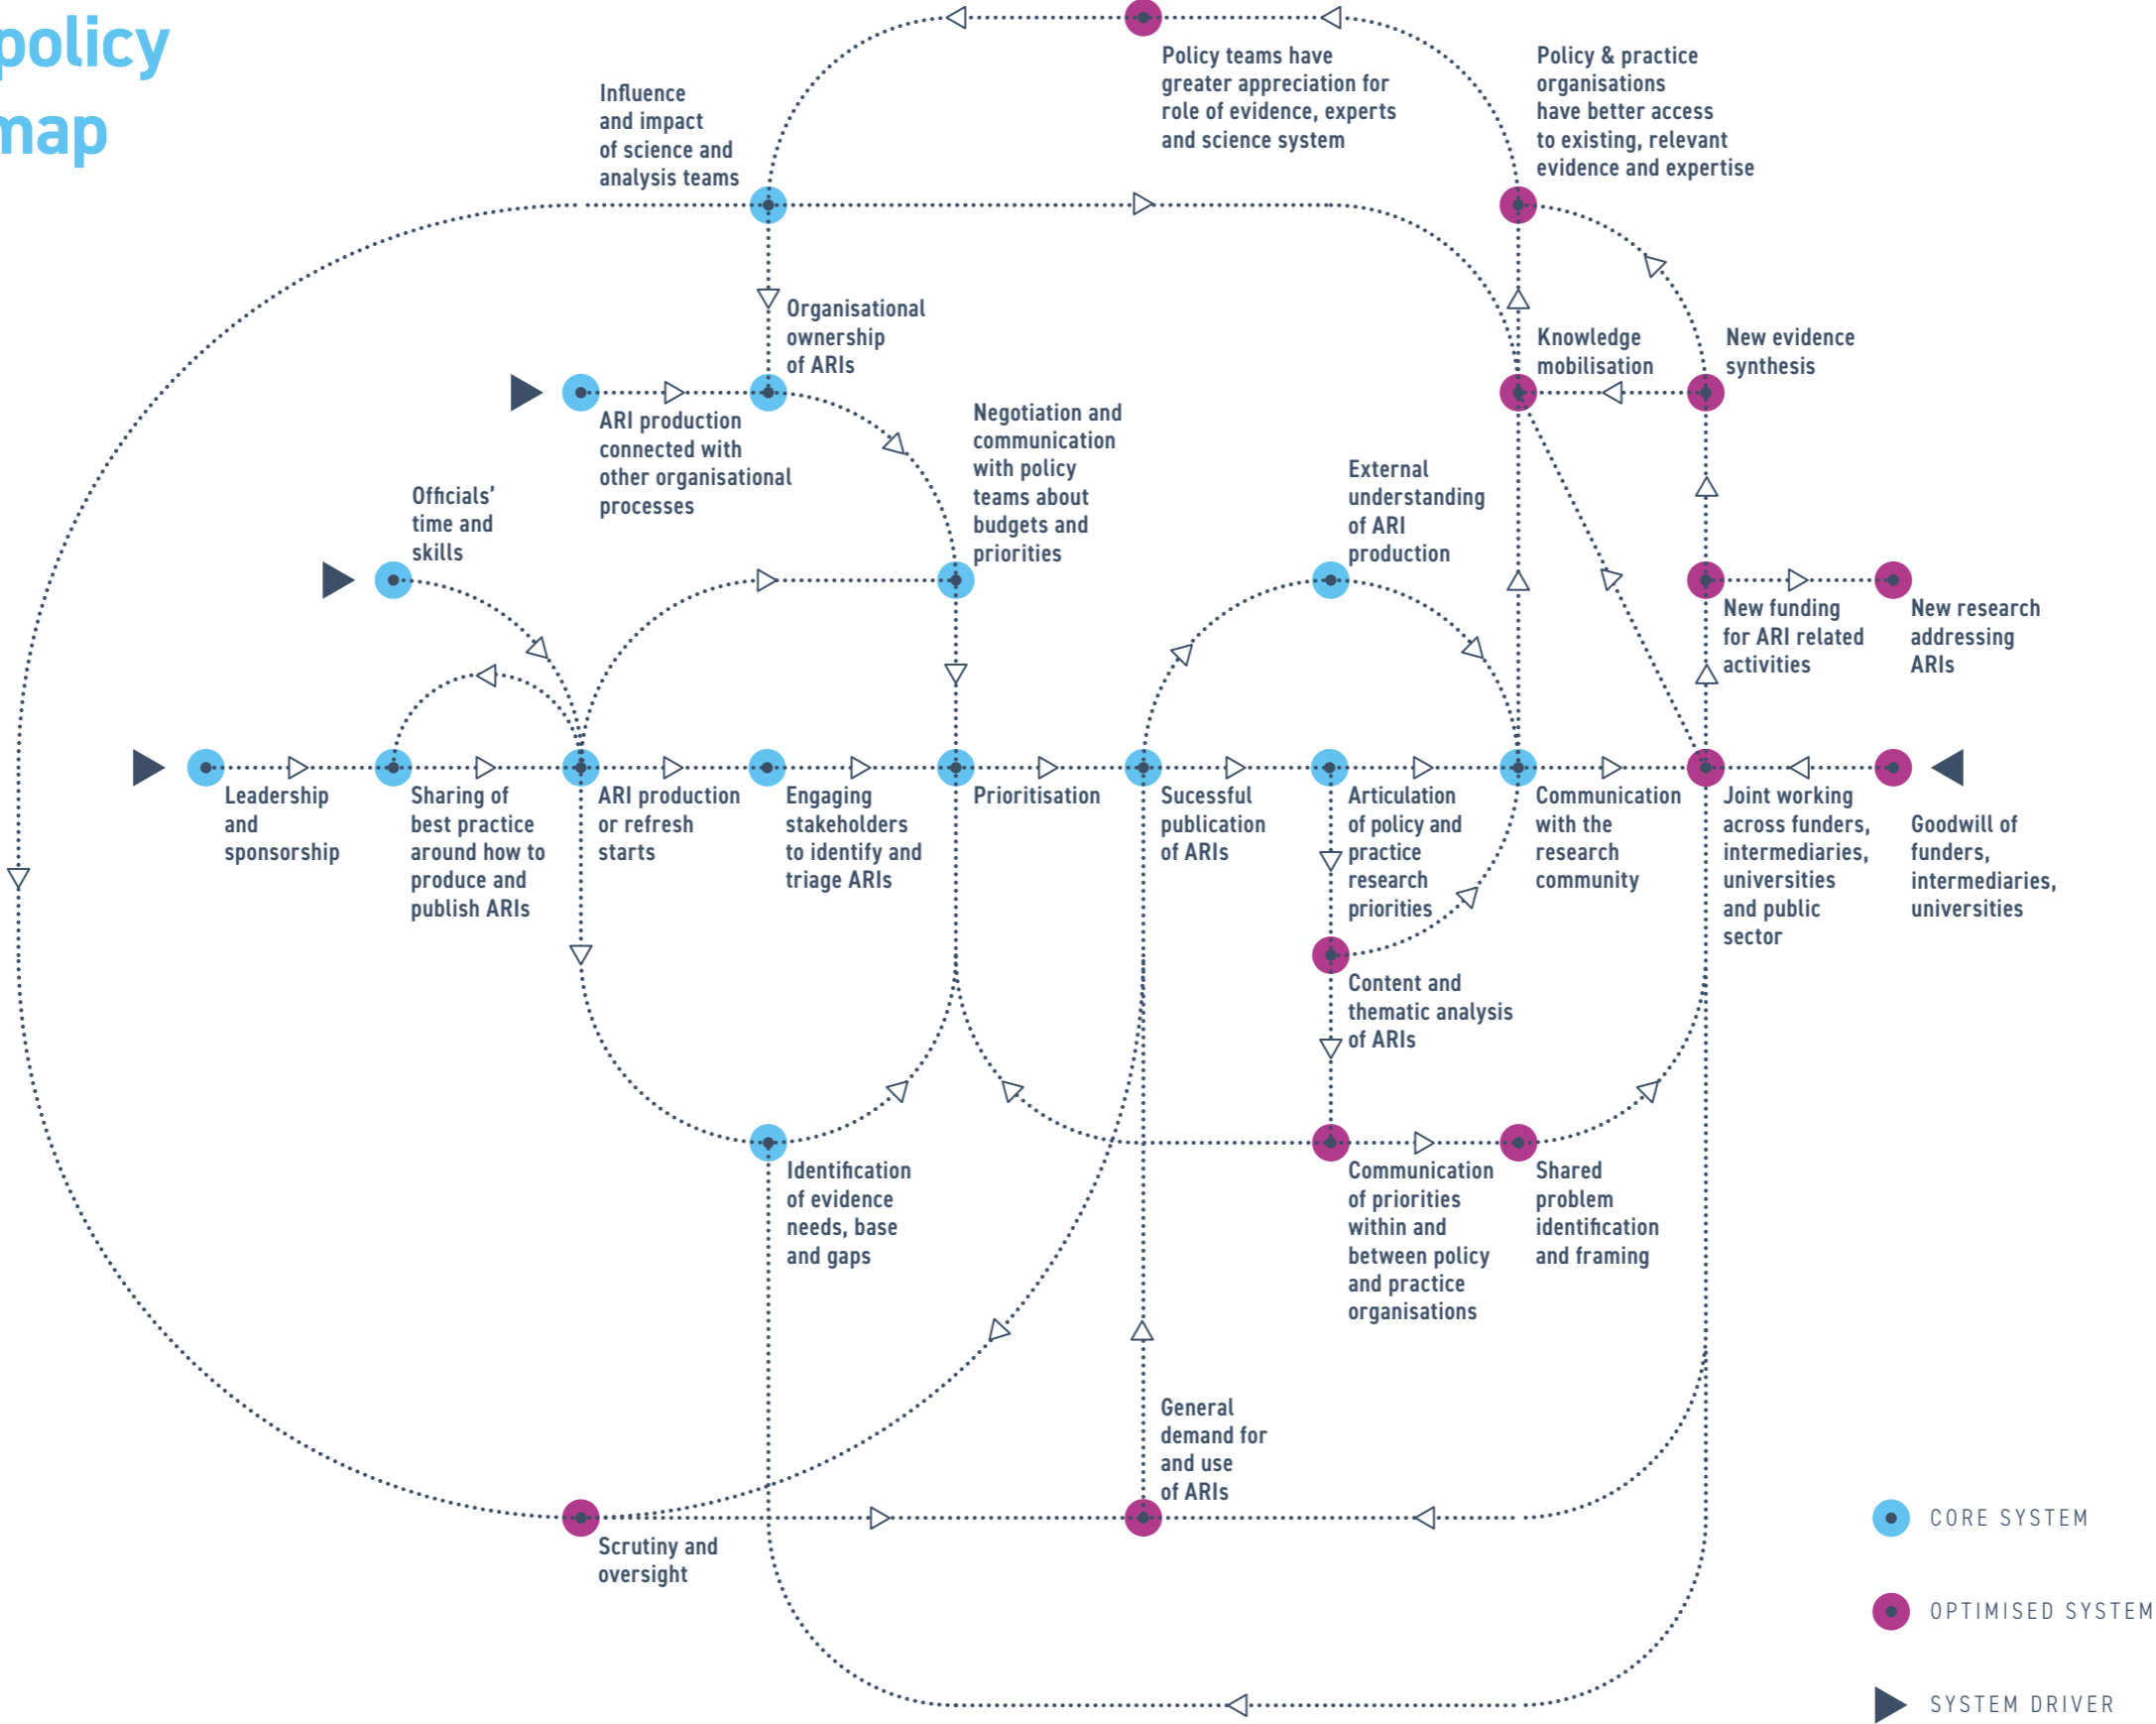 policy
map
Policy teams have
greater appreciation for
role of evidence, experts
and science system
Policy & practice
organisations
have better access
to existing, relevant
evidence and expertise
Influence
and impact
of science and
analysis teams
Organisational
ownership
of ARIs
Knowledge
mobilisation
New evidence
synthesis
ARI production
connected with
other organisational
processes
Negotiation and
communication
with policy
teams about
budgets and
priorities
External
understanding
of ARI
production
Officials’
time and
skills
New funding
for ARI related
activities
New research
addressing
ARIs
Leadership
and
sponsorship
Sharing of
best practice
around how to
produce and
publish ARIs
ARI production
or refresh
starts
Engaging
stakeholders
to identify and
triage ARIs
Prioritisation
Sucessful
publication
of ARIs
Articulation
of policy and
practice
research
priorities
Communication
with the
research
community
Joint working
across funders,
intermediaries,
universities
and public
sector
Goodwill of
funders,
intermediaries,
universities
Content and
thematic analysis
of ARIs
Identification
of evidence
needs, base
and gaps
Communication
of priorities
within and
between policy
and practice
organisations
Shared
problem
identification
and framing
General
demand for
and use
of ARIs
Scrutiny and
oversight
CORE SYSTEM
OPTIMISED SYSTEM
SYSTEM DRIVER